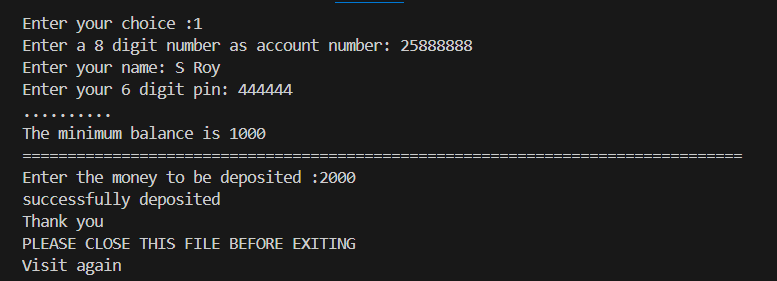 Enter your choice :1
Enter a 8 digit number as account number: 25888888
Enter your name: S Roy
Enter your 6 digit pin: 444444
..........
The minimum balance is 1000
================================================================================
Enter the money to be deposited :2000
successfully deposited
Thank you
PLEASE CLOSE THIS FILE BEFORE EXITING
Visit again